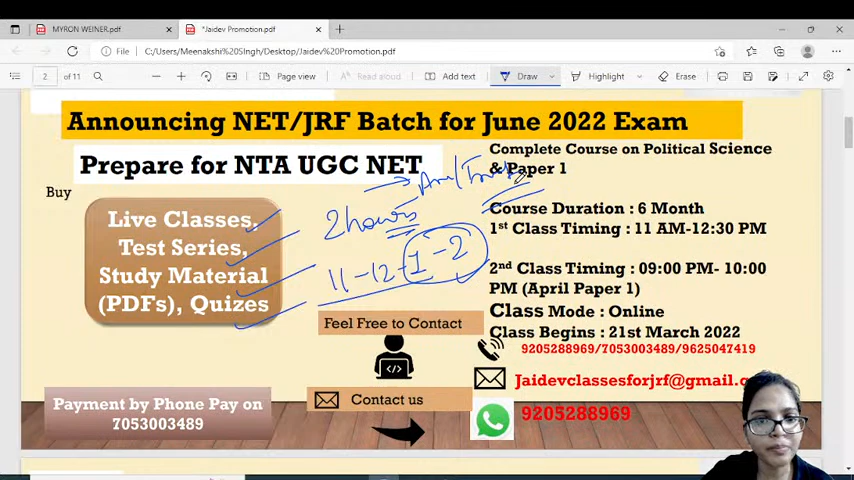 MYRON WEINER.pdf
*Jaidev Promotion.pdf
File
C:/Users/Meenakshi%20SIngh/Desktop/Jaidev%20Promotion.pdf
2 of 11
Page view
Read aloud
Add text
Draw
Highlight
Erase
Announcing NET/JRF Batch for June 2022 Exam
Prepare for NTA UGC NET
Buy
Live Classes,
Test Series,
Study Material
(PDFs), Quizes
2 hours
11-12-1-2
Complete Course on Political Science
& Paper 1
Course Duration : 6 Month
1st Class Timing : 11 AM-12:30 PM
2nd Class Timing : 09:00 PM- 10:00
PM (April Paper 1)
Class Mode : Online
Class Begins : 21st March 2022
Feel Free to Contact
Contact us
9205288969/7053003489/9625047419
Jaidevclassesforjrf@gmail.c
9205288969
Payment by Phone Pay on
7053003489